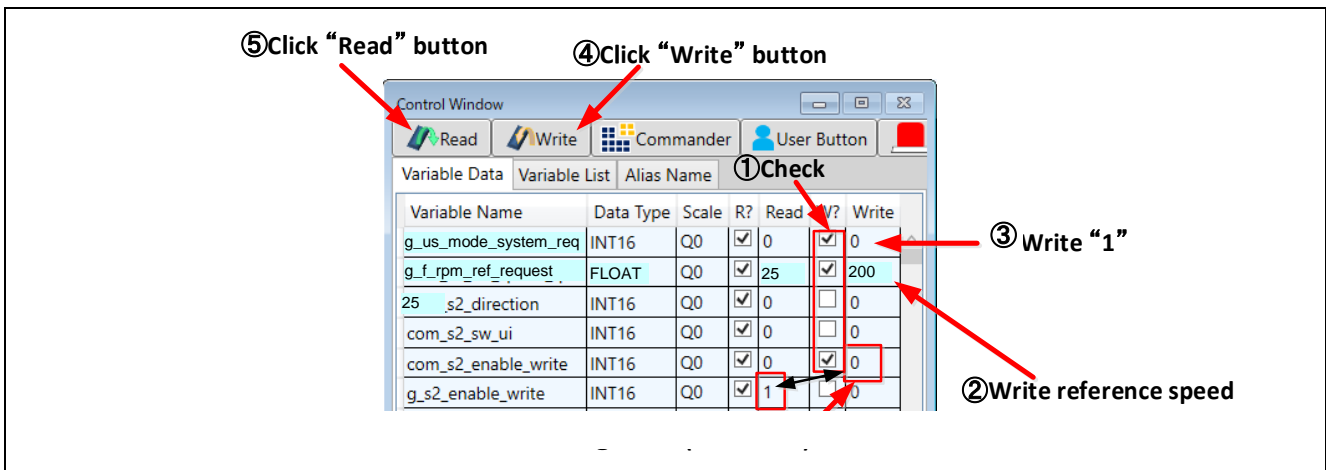 ⑤Click “Read” button
④Click “Write” button
Control Window
Read Write Commander User Button
Variable Data Variable List Alias Name
①Check
Variable Name Data Type Scale R? Read W? Write
g_us_mode_system_req INT16 Q0 0 0
③ Write “1”
g_f_rpm_ref_request FLOAT Q0 25 200
25 _s2_direction INT16 Q0 0 0
com_s2_sw_ui INT16 Q0 0 0
com_s2_enable_write INT16 Q0 0 0
g_s2_enable_write INT16 Q0 1 0
②Write reference speed